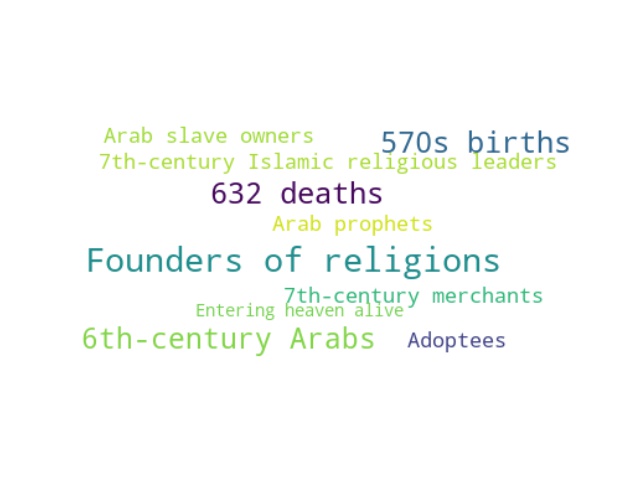 Arab slave owners
570s births
7th-century Islamic religious leaders
632 deaths
Arab prophets
Founders of religions
7th-century merchants
Entering heaven alive
6th-century Arabs
Adoptees